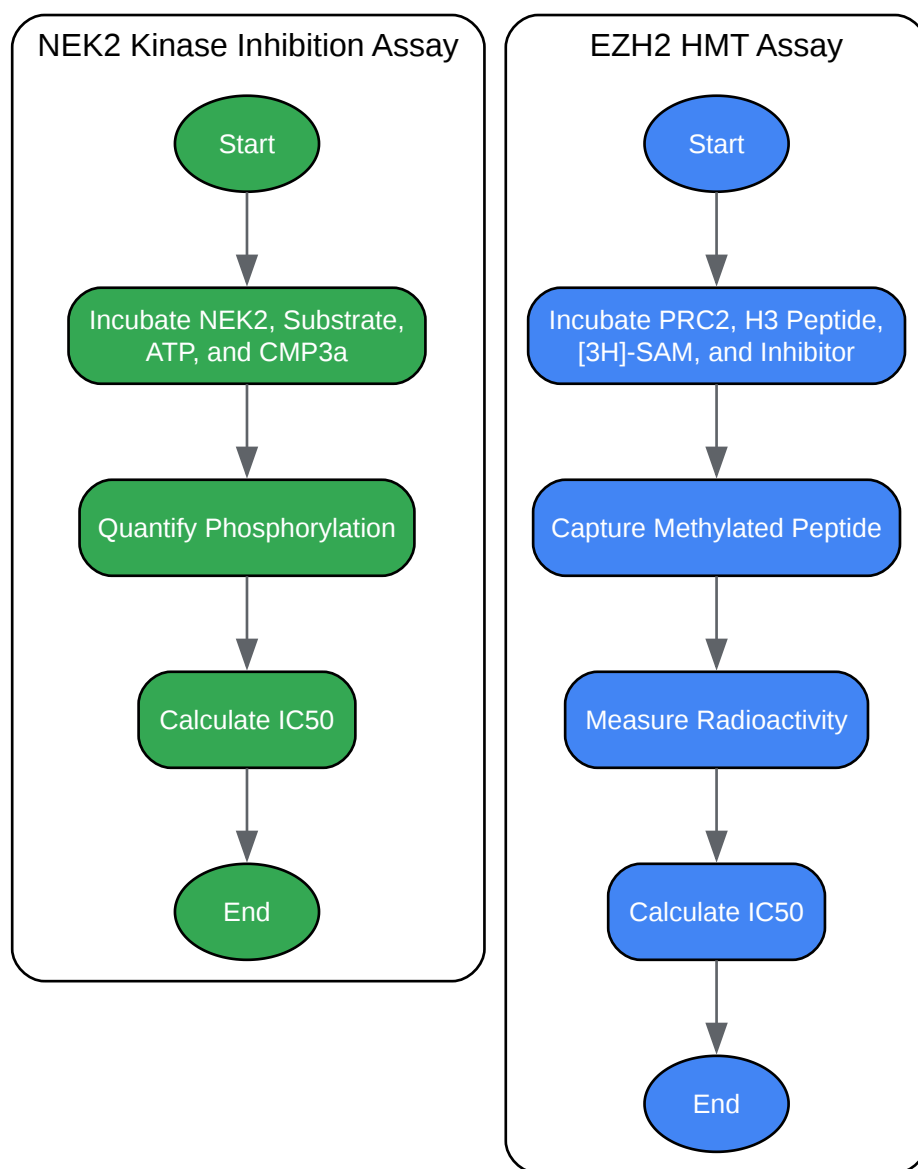 NEK2 Kinase Inhibition Assay
Start
Incubate NEK2, Substrate,
ATP, and CMP3a
Quantify Phosphorylation
Calculate IC50
End
EZH2 HMT Assay
Start
Incubate PRC2, H3 Peptide,
[3H]-SAM, and Inhibitor
Capture Methylated Peptide
Measure Radioactivity
Calculate IC50
End